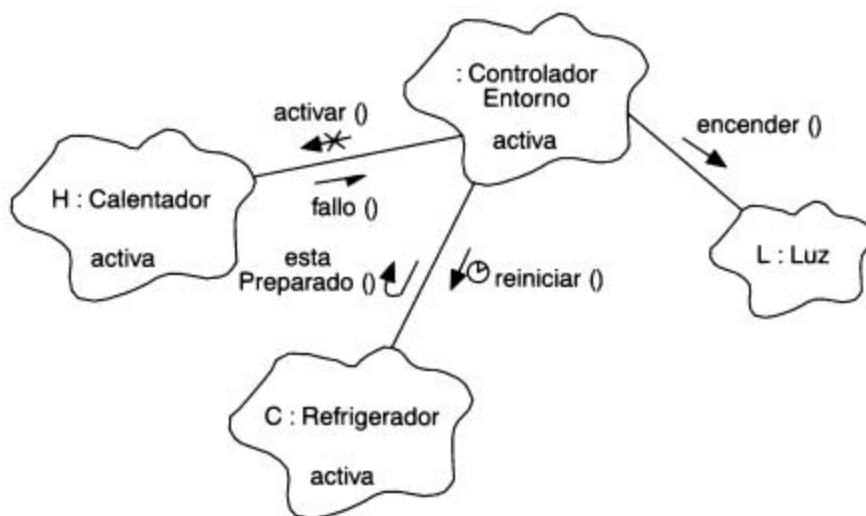 : Controlador
Entorno
activa
activar ()
encender ()
H : Calentador
activa
fallo ()
esta
Preparado ()
reiniciar ()
L : Luz
C : Refrigerador
activa